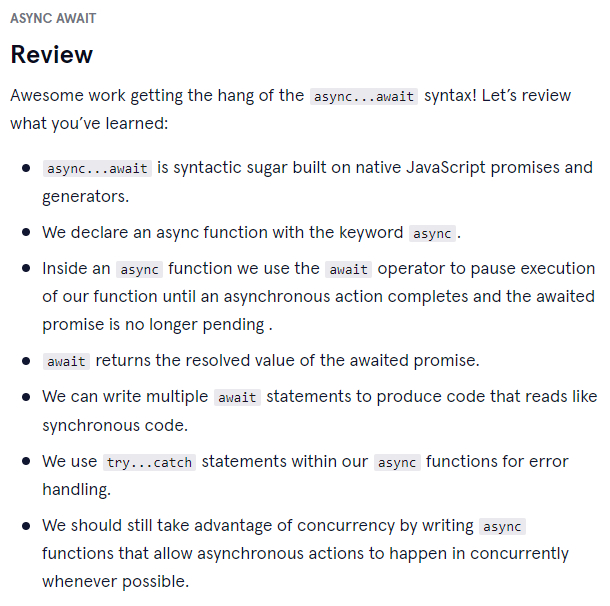 ASYNC AWAIT
Review
Awesome work getting the hang of the async...await syntax! Let’s review
what you’ve learned:
async...await is syntactic sugar built on native JavaScript promises and
generators.
We declare an async function with the keyword async.
Inside an async function we use the await operator to pause execution
of our function until an asynchronous action completes and the awaited
promise is no longer pending .
await returns the resolved value of the awaited promise.
We can write multiple await statements to produce code that reads like
synchronous code.
We use try...catch statements within our async functions for error
handling.
We should still take advantage of concurrency by writing async
functions that allow asynchronous actions to happen in concurrently
whenever possible.